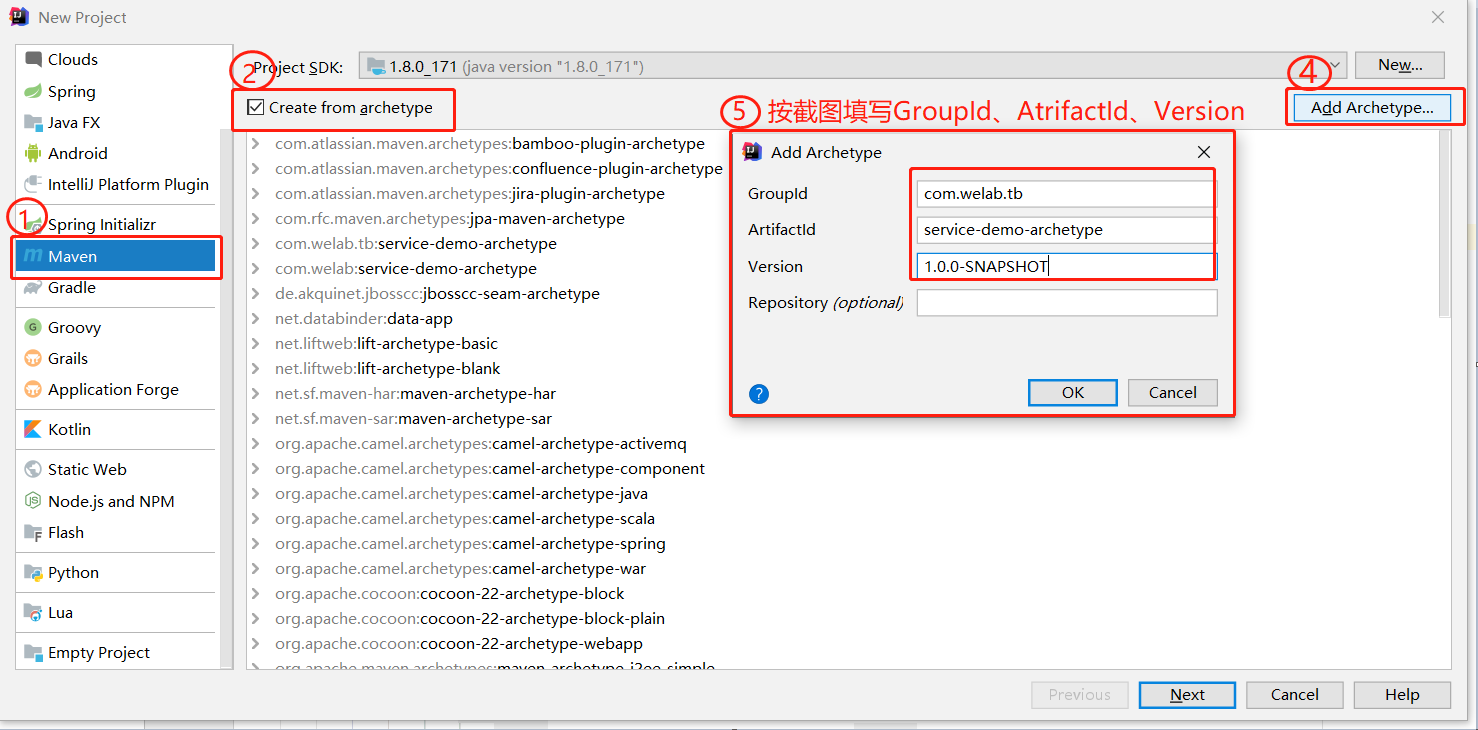 New Project
Clouds
Spring
Java FX
Android
IntelliJ Platform Plugin
Spring Initializr
Maven
Gradle
Groovy
Grails
Application Forge
Kotlin
Static Web
Node.js and NPM
Flash
Python
Lua
Empty Project
① ②
Project SDK: 1.8.0_171 (java version "1.8.0_171") New...
Create from archetype
④
Add Archetype...
⑤ 按截图填写GroupId、AtrifactId、Version
com.atlassian.maven.archetypes:bamboo-plugin-archetype
com.atlassian.maven.archetypes:confluence-plugin-archetype
com.atlassian.maven.archetypes:jira-plugin-archetype
com.rfc.maven.archetypes:jpa-maven-archetype
com.welab.tb:service-demo-archetype
com.welab:service-demo-archetype
de.akquinet.jbosscc:jbosscc-seam-archetype
net.databinder:data-app
net.liftweb:lift-archetype-basic
net.liftweb:lift-archetype-blank
net.sf.maven-har:maven-archetype-har
net.sf.maven-sar:maven-archetype-sar
org.apache.camel.archetypes:camel-archetype-activemq
org.apache.camel.archetypes:camel-archetype-component
org.apache.camel.archetypes:camel-archetype-java
org.apache.camel.archetypes:camel-archetype-scala
org.apache.camel.archetypes:camel-archetype-spring
org.apache.camel.archetypes:camel-archetype-war
org.apache.cocoon:cocoon-22-archetype-block
org.apache.cocoon:cocoon-22-archetype-block-plain
org.apache.cocoon:cocoon-22-archetype-webapp
org.apache.maven.archetypes:maven-archetype-j2ee-simple
Add Archetype
GroupId com.welab.tb
ArtifactId service-demo-archetype
Version 1.0.0-SNAPSHOT
Repository (optional)
? OK Cancel
Previous Next Cancel Help